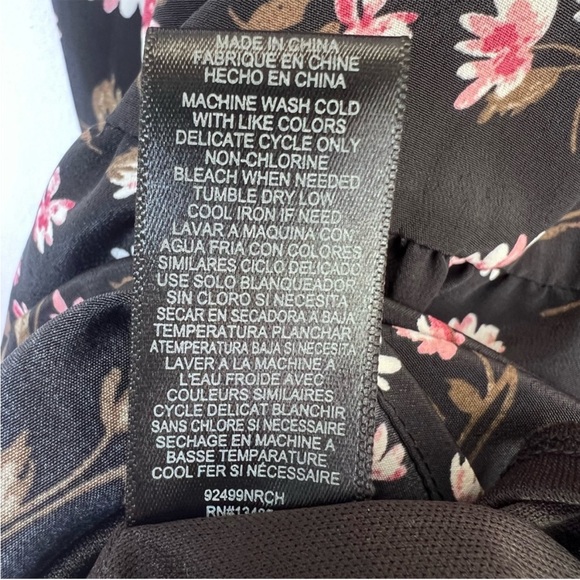 MADE IN CHINA
FABRIQUE EN CHINE
HECHO EN CHINA
MACHINE WASH COLD
WITH LIKE COLORS
DELICATE CYCLE ONLY
NON-CHLORINE
BLEACH WHEN NEEDED
TUMBLE DRY LOW
COOL IRON IF NEED
LAVAR A MAQUINA CON
AGUA FRIA CON COLORES
SIMILARES CICLO DELICADO
USE SOLO BLANQUEADOR
SIN CLORO SI NECESITA
SECAR EN SECADORA A BAJA
TEMPERATURA PLANCHAR
ATEMPERATURA BAJA SI NECESITA
LAVER A LA MACHINE A
L'EAU FROIDE AVEC
COULEURS SIMILAIRES
CYCLE DELICAT BLANCHIR
SANS CHLORE SI NECESSAIRE
SECHAGE EN MACHINE A
BASSE TEMPARATURE
COOL FER SI NÉCESSAIRE
92499NRCH